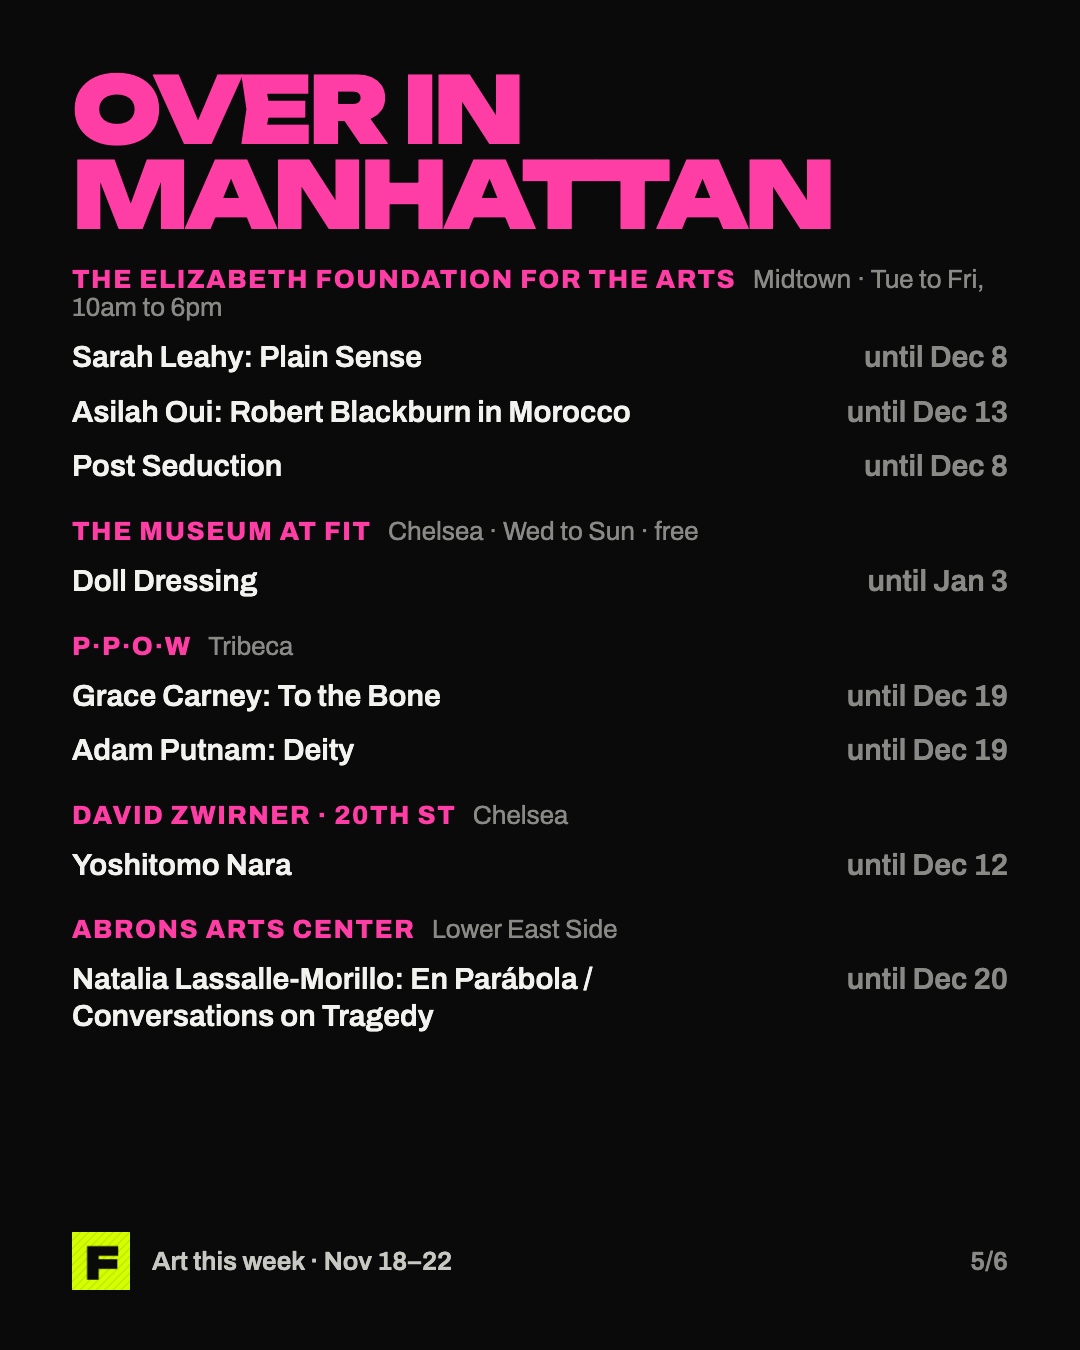 OVER IN
MANHATTAN
THE ELIZABETH FOUNDATION FOR THE ARTS Midtown · Tue to Fri,
10am to 6pm
Sarah Leahy: Plain Sense until Dec 8
Asilah Oui: Robert Blackburn in Morocco until Dec 13
Post Seduction until Dec 8
THE MUSEUM AT FIT Chelsea · Wed to Sun · free
Doll Dressing until Jan 3
P·P·O·W Tribeca
Grace Carney: To the Bone until Dec 19
Adam Putnam: Deity until Dec 19
DAVID ZWIRNER · 20TH ST Chelsea
Yoshitomo Nara until Dec 12
ABRONS ARTS CENTER Lower East Side
Natalia Lassalle-Morillo: En Parábola / until Dec 20
Conversations on Tragedy
F Art this week · Nov 18–22 5/6